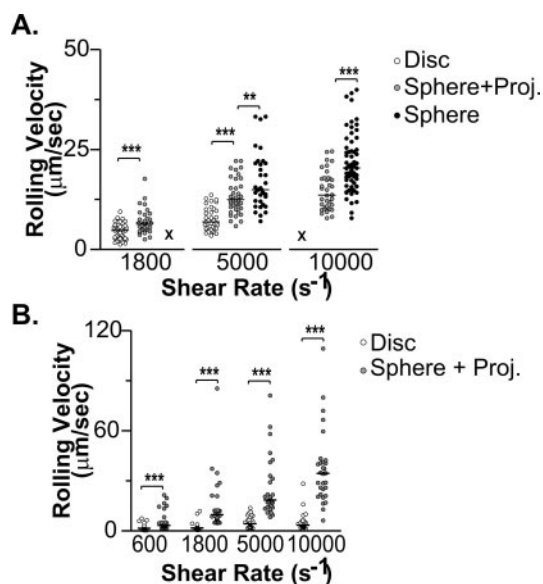 A.
50
25
0
Rolling Velocity
(μm/sec)
Disc
Sphere+Proj.
Sphere
***
***
**
***
x
x
1800
5000
10000
Shear Rate (s-1)
B.
120
60
0
Rolling Velocity
(μm/sec)
Disc
Sphere + Proj.
***
***
***
***
600
1800
5000
10000
Shear Rate (s-1)